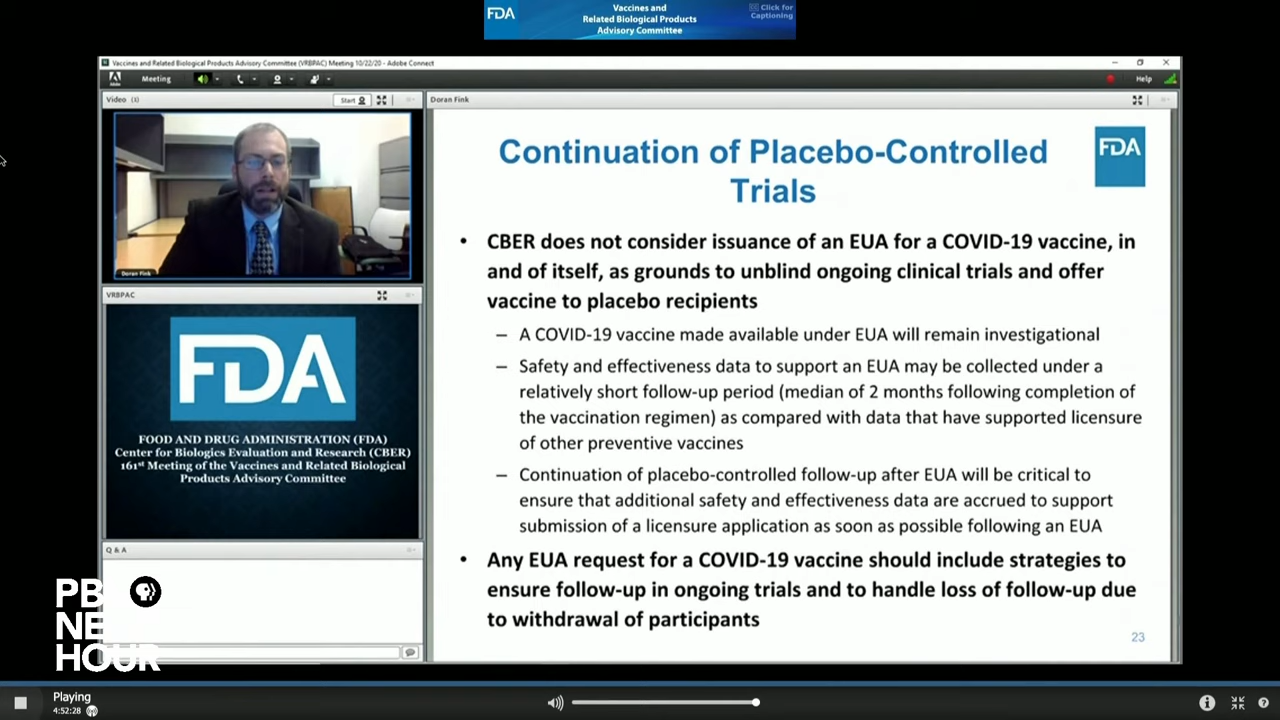 FDA
Vaccines and
Related Biological Products
Advisory Committee
Click for
Captioning
Vaccines and Related Biological Products Advisory Committee (VRBPAC) Meeting 10/22/20 - Adobe Connect
Meeting
Help
Video (3)
Start
Doran Fink
Doran Fink
VRBPAC
FDA
FOOD AND DRUG ADMINISTRATION (FDA)
Center for Biologics Evaluation and Research (CBER)
161st Meeting of the Vaccines and Related Biological
Products Advisory Committee
Q & A
Continuation of Placebo-Controlled
Trials
FDA
• CBER does not consider issuance of an EUA for a COVID-19 vaccine, in
and of itself, as grounds to unblind ongoing clinical trials and offer
vaccine to placebo recipients
– A COVID-19 vaccine made available under EUA will remain investigational
– Safety and effectiveness data to support an EUA may be collected under a
relatively short follow-up period (median of 2 months following completion of
the vaccination regimen) as compared with data that have supported licensure
of other preventive vaccines
– Continuation of placebo-controlled follow-up after EUA will be critical to
ensure that additional safety and effectiveness data are accrued to support
submission of a licensure application as soon as possible following an EUA
• Any EUA request for a COVID-19 vaccine should include strategies to
ensure follow-up in ongoing trials and to handle loss of follow-up due
to withdrawal of participants
23
PBS
NEWS
HOUR
Playing
4:52:28